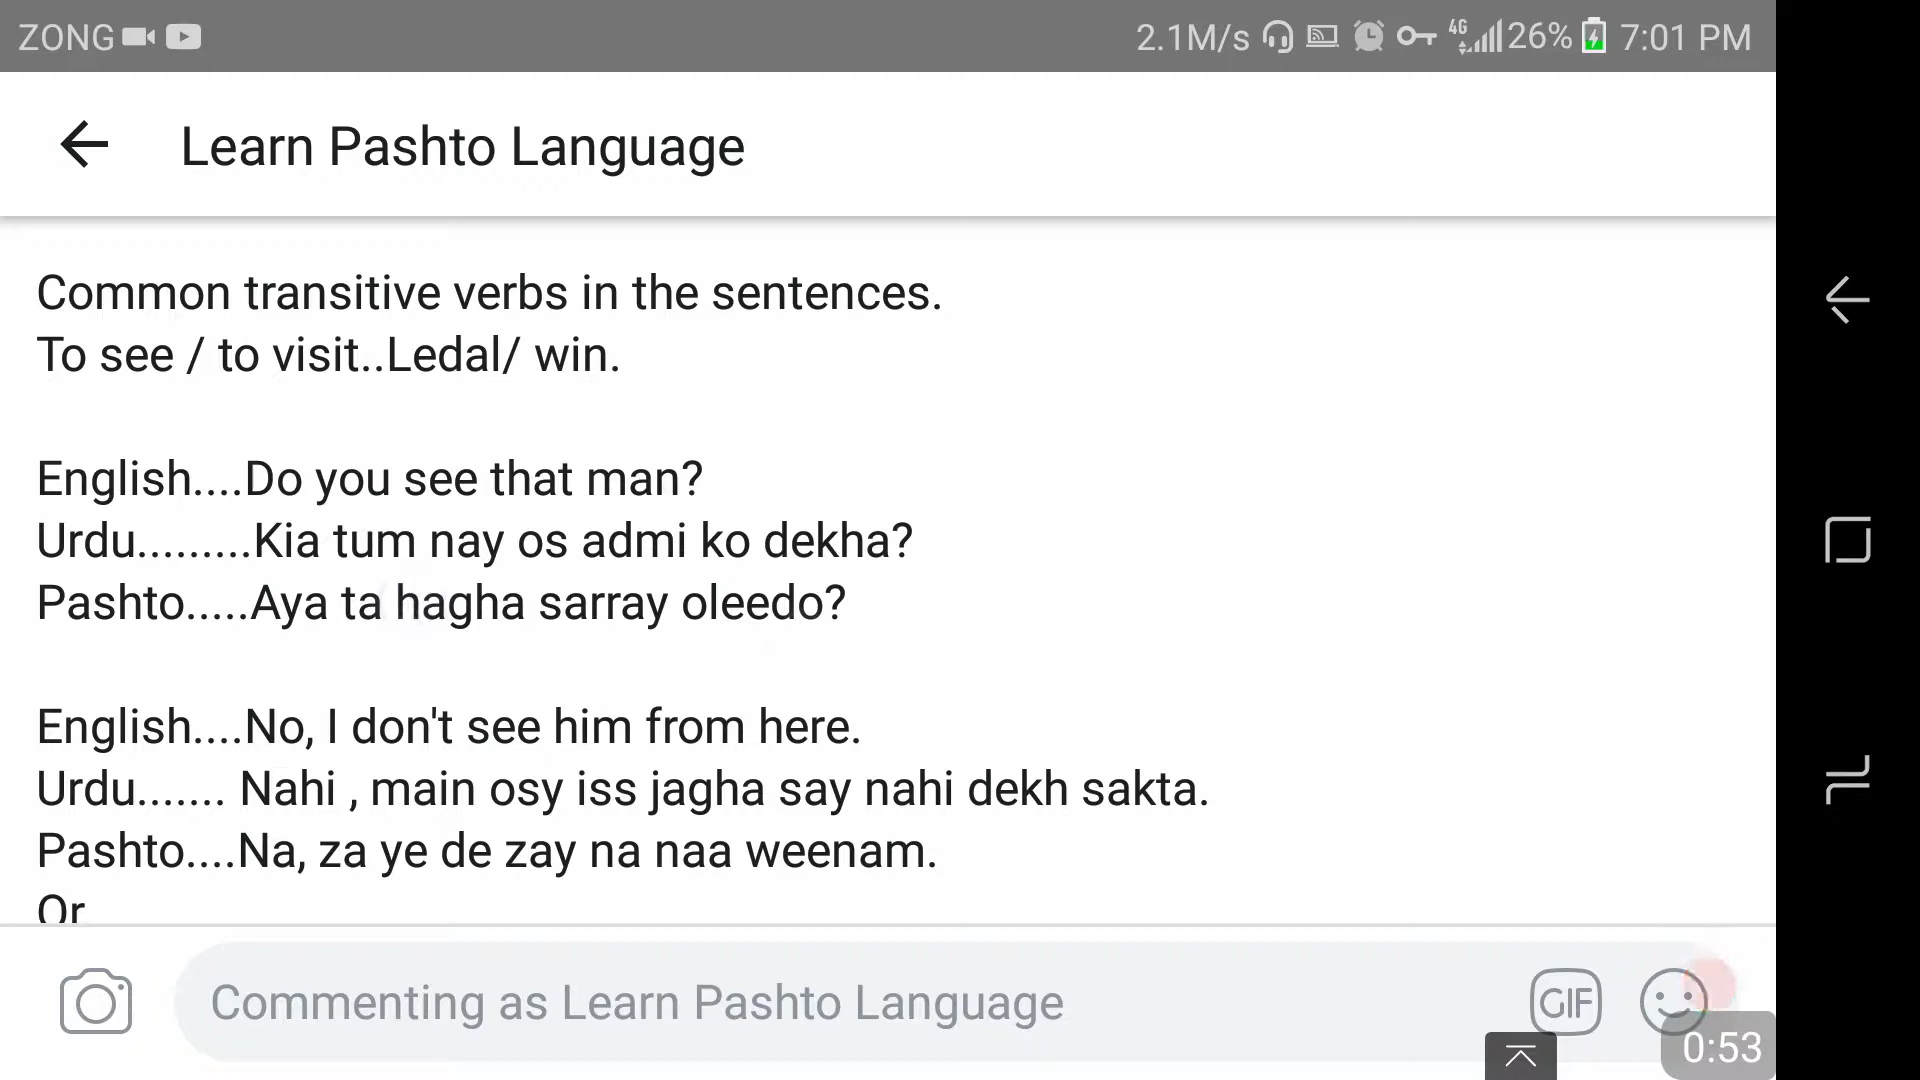 ZONG 2.1M/s 4G 26% 7:01 PM
Learn Pashto Language
Common transitive verbs in the sentences.
To see / to visit..Ledal/ win.
English....Do you see that man?
Urdu.........Kia tum nay os admi ko dekha?
Pashto.....Aya ta hagha sarray oleedo?
English....No, I don't see him from here.
Urdu....... Nahi , main osy iss jagha say nahi dekh sakta.
Pashto....Na, za ye de zay na naa weenam.
Or
Commenting as Learn Pashto Language GIF
0:53